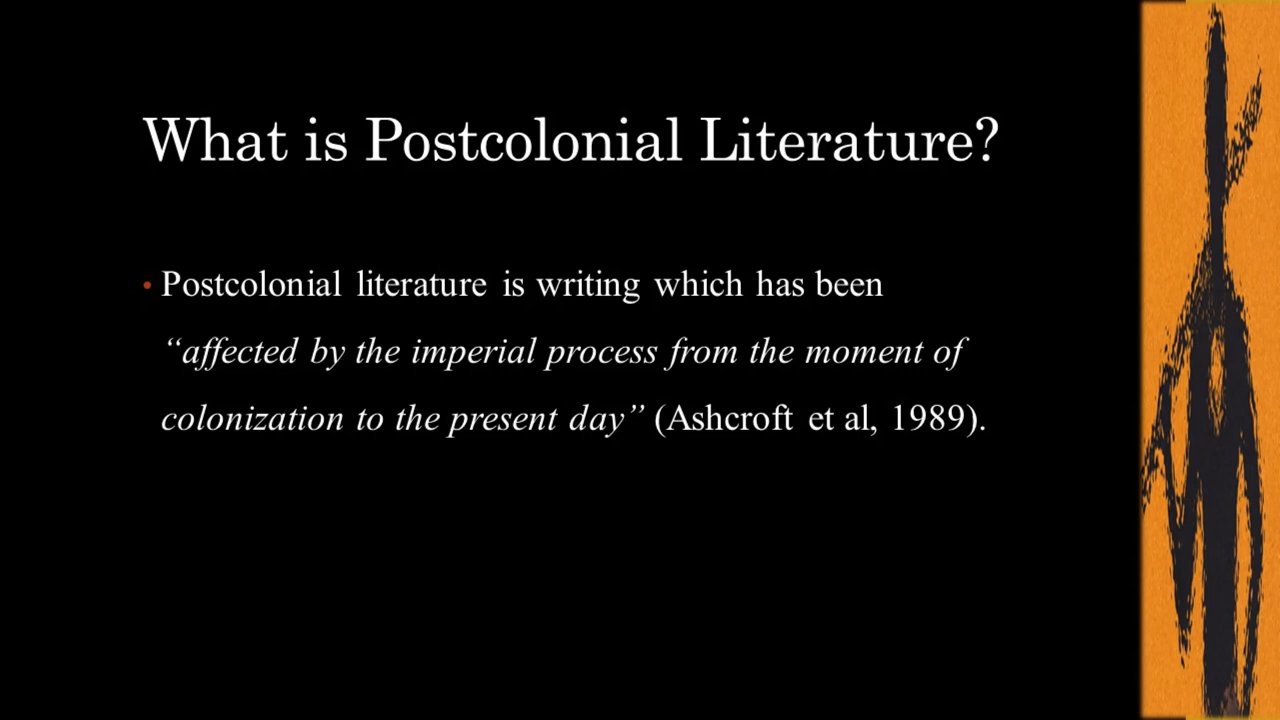 What is Postcolonial Literature?
• Postcolonial literature is writing which has been
“affected by the imperial process from the moment of
colonization to the present day” (Ashcroft et al, 1989).